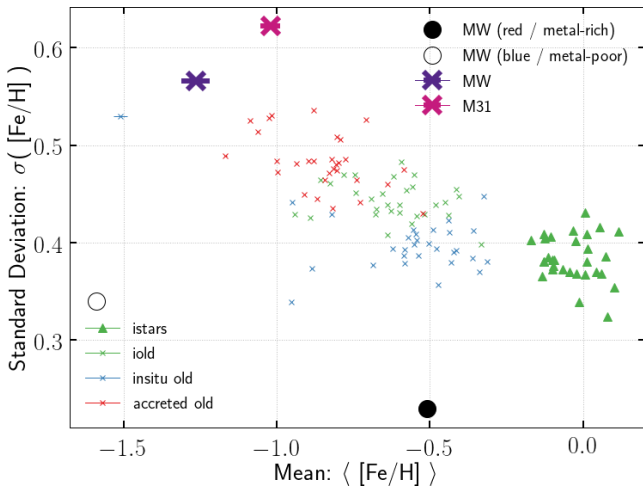 MW (red / metal-rich)
MW (blue / metal-poor)
MW
M31
Standard Deviation: σ( [Fe/H] )
0.6
0.5
0.4
0.3
istars
iold
insitu old
accreted old
−1.5
−1.0
−0.5
0.0
Mean: ⟨ [Fe/H] ⟩